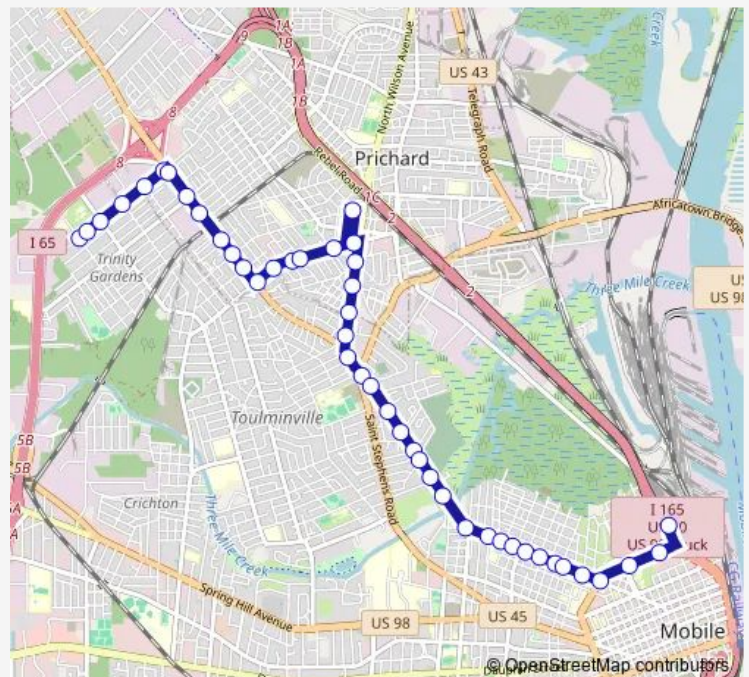 Creek
1A
9
1B
1A
1B
8
8
North Wilson Avenue
US 43
Telegraph Road
Rebel Road
Prichard
1C
2
Africatown Bridge
I 65
Trinity
Gardens
2
Three Mile Creek
US 98
Toulminville
Saint Stephens Road
5B
5B
Crichton
Three Mile Creek
I 165
Spring Hill Avenue
US 98
US 45
Mobile
© OpenStreetMap contributors